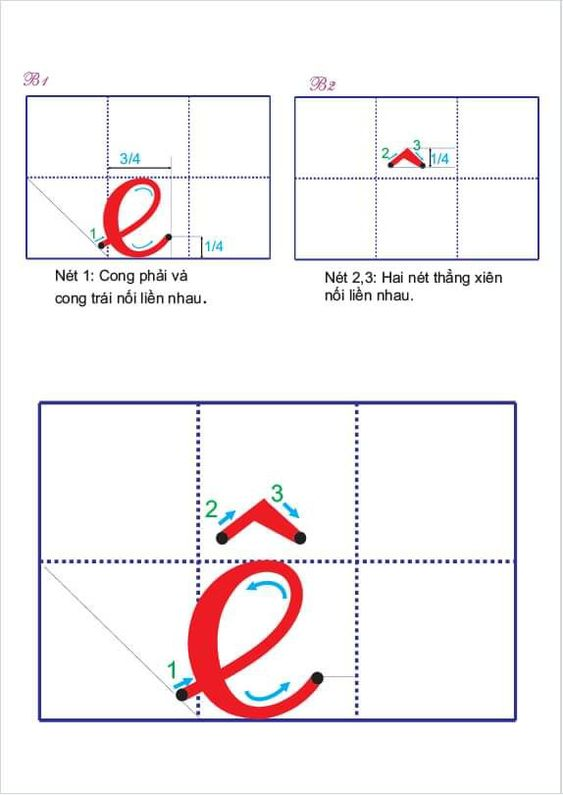 B1
B2
3/4
1
1/4
2
3
1/4
Nét 1: Cong phải và
cong trái nối liền nhau.
Nét 2,3: Hai nét thẳng xiên
nối liền nhau.
2
3
1
ê